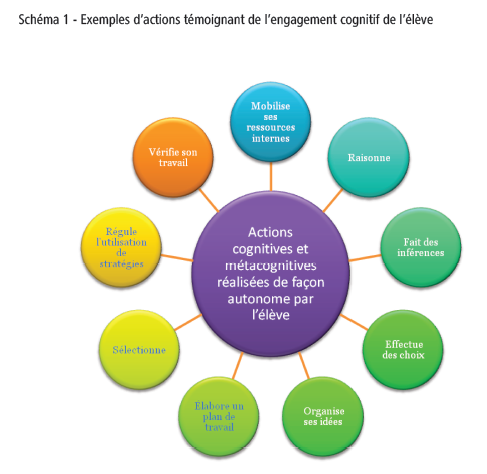 Schéma 1 - Exemples d'actions témoignant de l'engagement cognitif de l'élève
Mobilise
ses
ressources
internes
Raisonne
Fait des
inférences
Effectue
des choix
Organise
ses idées
Élabore un
plan de
travail
Sélectionne
Régule
l'utilisation
de
stratégies
Vérifie son
travail
Actions
cognitives et
métacognitives
réalisées de façon
autonome par
l'élève